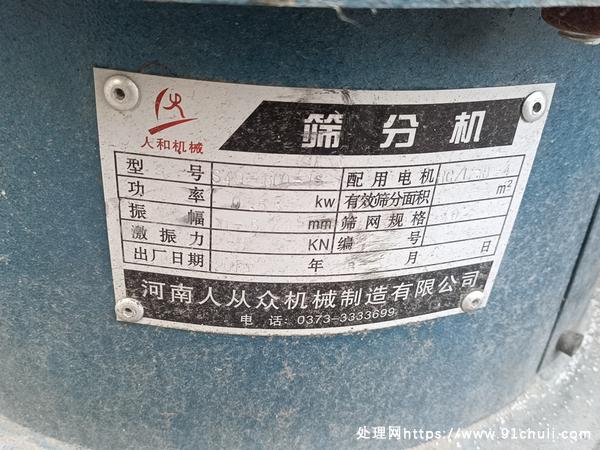 人和机械
筛分机
型号 配用电机
功率 kw 有效筛分面积 m²
振幅 mm 筛网规格
激振力 KN 编号
出厂日期 年 月 日
河南人从众机械制造有限公司
电话: 0373-3333699
处理网https://www.91chuli.com